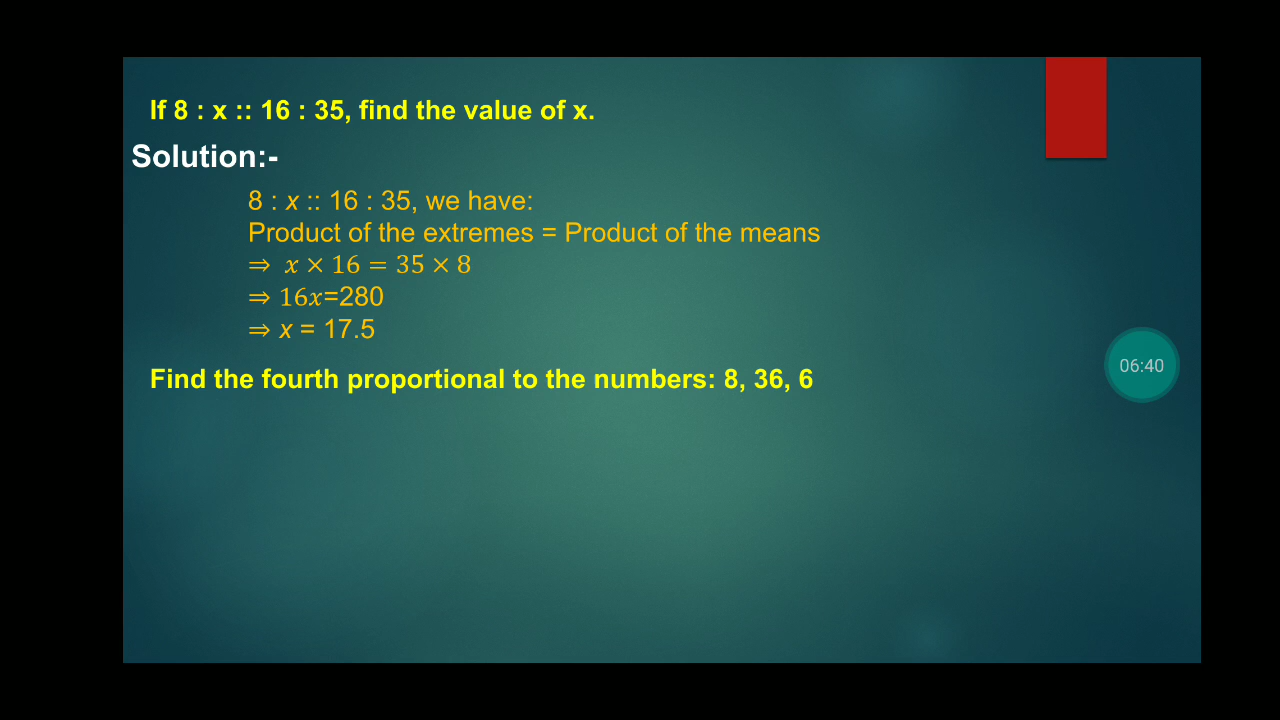 If 8 : x :: 16 : 35, find the value of x.
Solution:-
8 : x :: 16 : 35, we have:
Product of the extremes = Product of the means
⇒ x × 16 = 35 × 8
⇒ 16x=280
⇒ x = 17.5
06:40
Find the fourth proportional to the numbers: 8, 36, 6